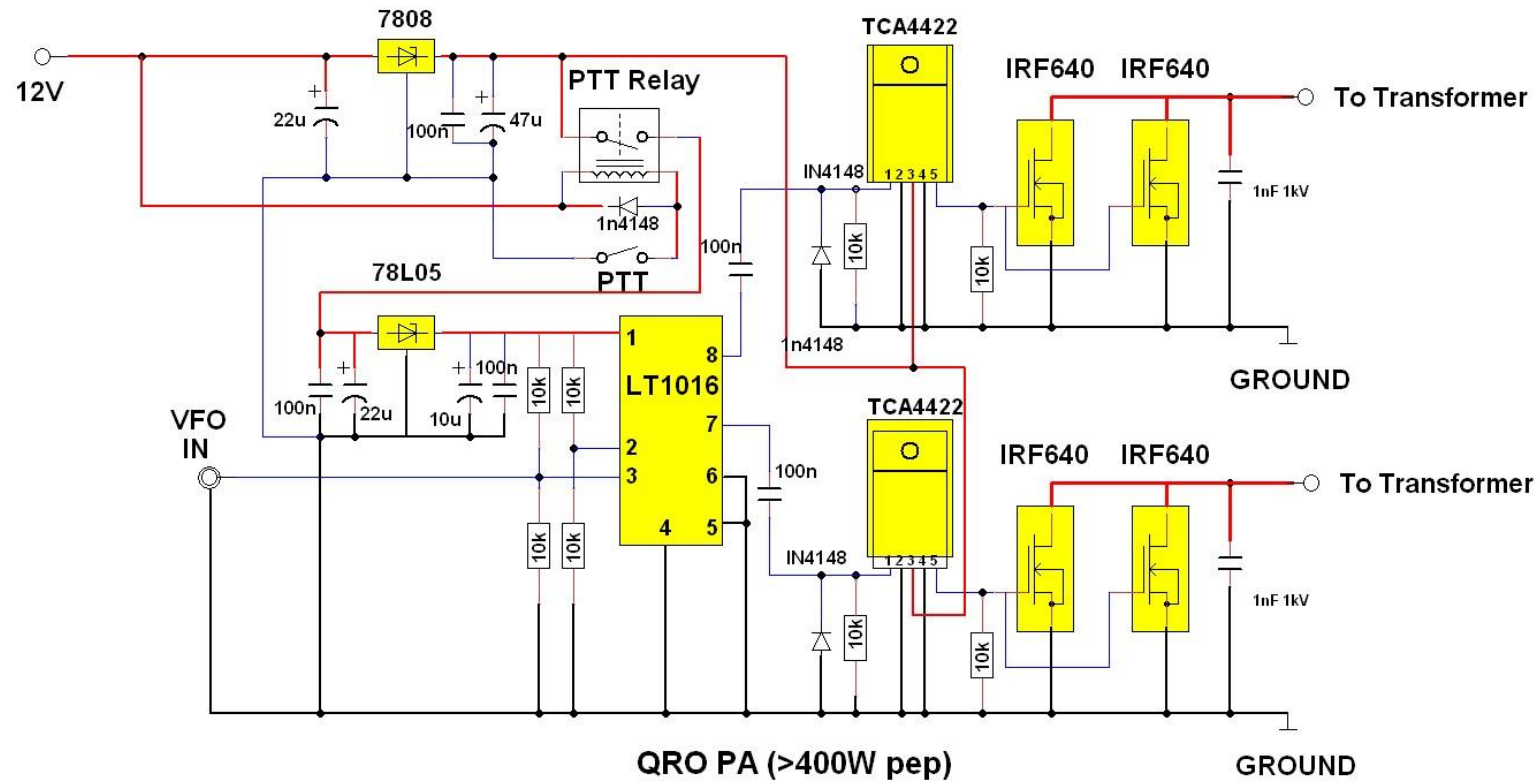 7808
12V
22u
+
100n
+
47u
PTT Relay
1n4148
PTT
TCA4422
1 2 3 4 5
IN4148
10k
100n
IRF640
IRF640
10k
To Transformer
1nF 1kV
1n4148
GROUND
78L05
100n
+
22u
+
10u
100n
10k
10k
10k
10k
VFO
IN
LT1016
1
2
3
4
5
6
7
8
100n
TCA4422
1 2 3 4 5
IN4148
10k
IRF640
IRF640
10k
To Transformer
1nF 1kV
GROUND
QRO PA (>400W pep)